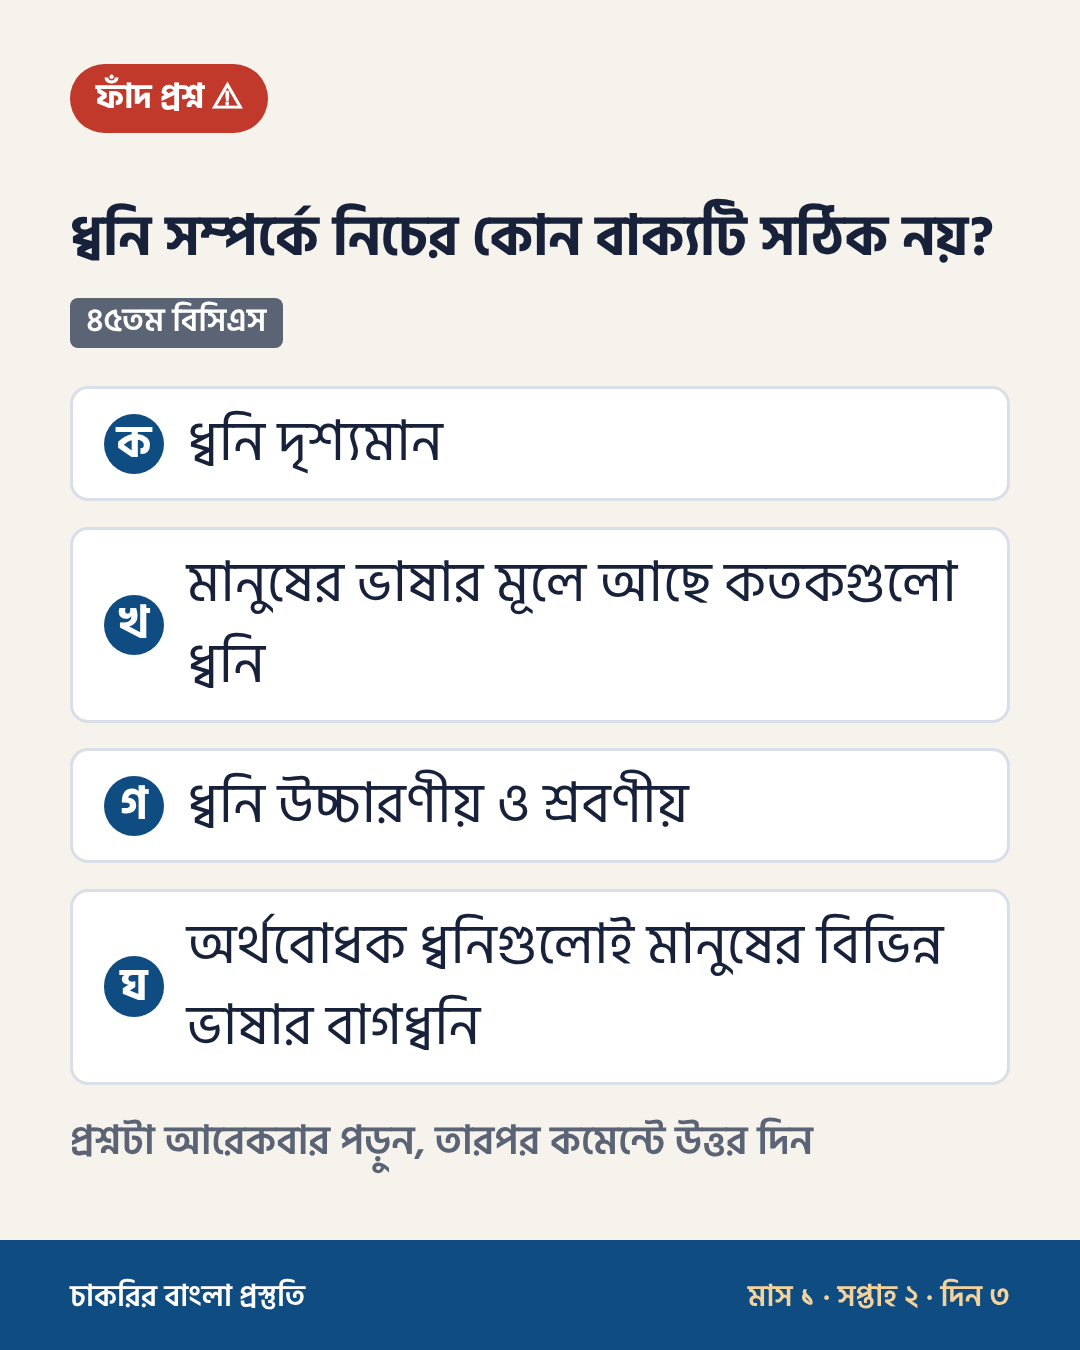 ফাঁদ প্রশ্ন ⚠
ধ্বনি সম্পর্কে নিচের কোন বাক্যটি সঠিক নয়?
৪৫তম বিসিএস
ক ধ্বনি দৃশ্যমান
খ মানুষের ভাষার মূলে আছে কতকগুলো
ধ্বনি
গ ধ্বনি উচ্চারণীয় ও শ্রবণীয়
ঘ অর্থবোধক ধ্বনিগুলোই মানুষের বিভিন্ন
ভাষার বাগধ্বনি
প্রশ্নটা আরেকবার পড়ুন, তারপর কমেন্টে উত্তর দিন
চাকরির বাংলা প্রস্তুতি
মাস ১ · সপ্তাহ ২ · দিন ৩